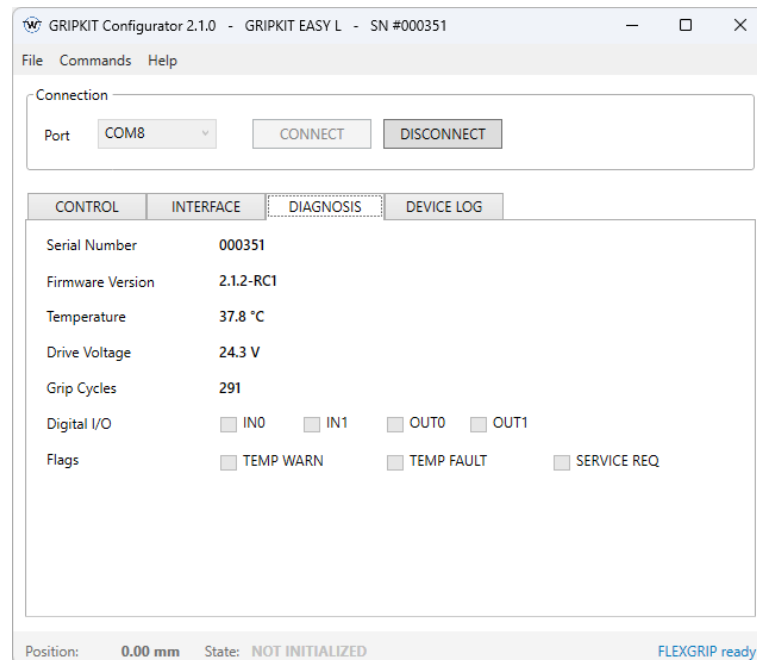 GRIPKIT Configurator 2.1.0 - GRIPKIT EASY L - SN #000351
File Commands Help
Connection
Port COM8 CONNECT DISCONNECT
CONTROL INTERFACE DIAGNOSIS DEVICE LOG
Serial Number 000351
Firmware Version 2.1.2-RC1
Temperature 37.8 °C
Drive Voltage 24.3 V
Grip Cycles 291
Digital I/O IN0 IN1 OUT0 OUT1
Flags TEMP WARN TEMP FAULT SERVICE REQ
Position: 0.00 mm State: NOT INITIALIZED FLEXGRIP ready